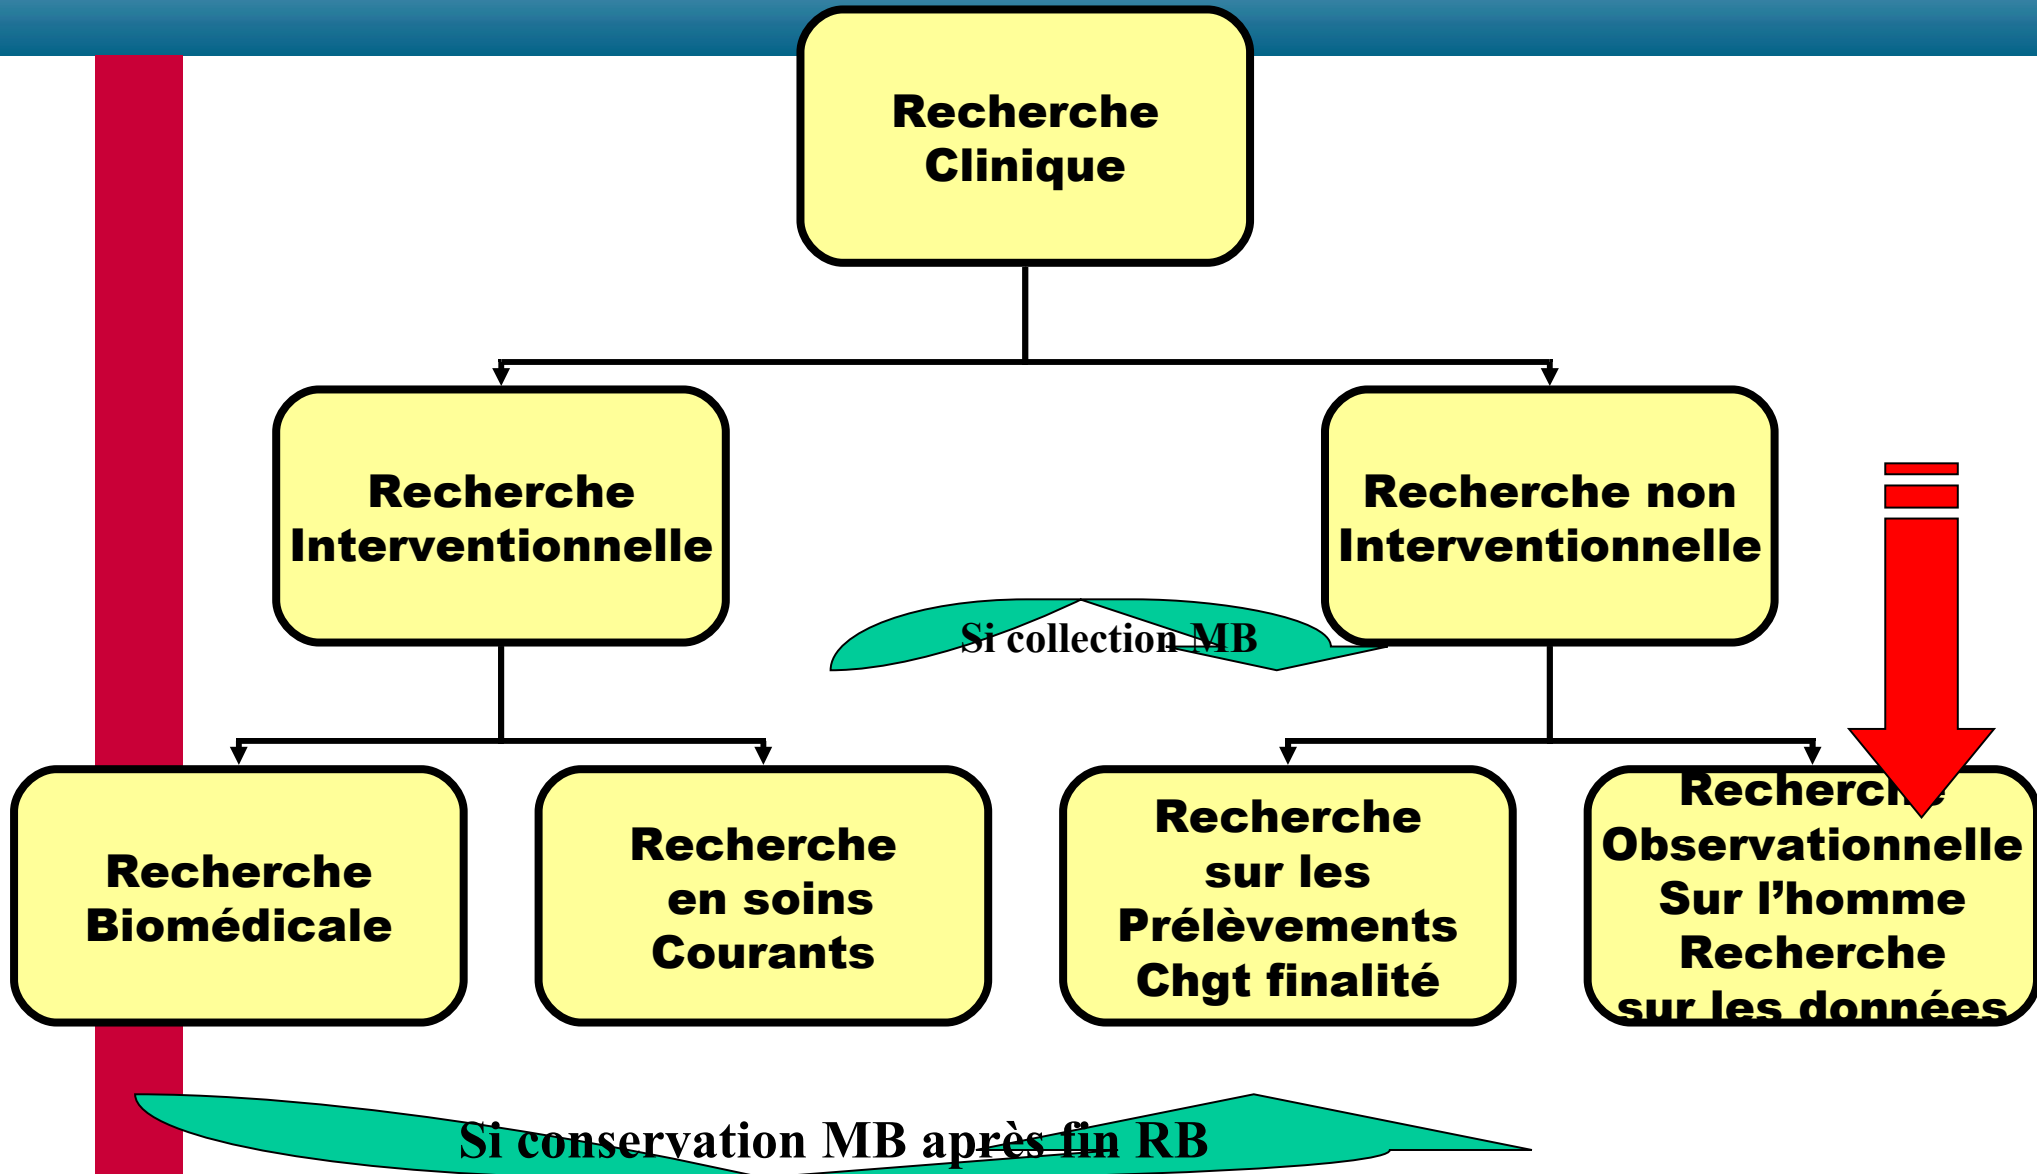 Recherche
Clinique
Recherche
Interventionnelle
Recherche non
Interventionnelle
Si collection MB
Recherche
Biomédicale
Recherche
en soins
Courants
Recherche
sur les
Prélèvements
Chgt finalité
Recherche
Observationnelle
Sur l’homme
Recherche
sur les données
Si conservation MB après fin RB